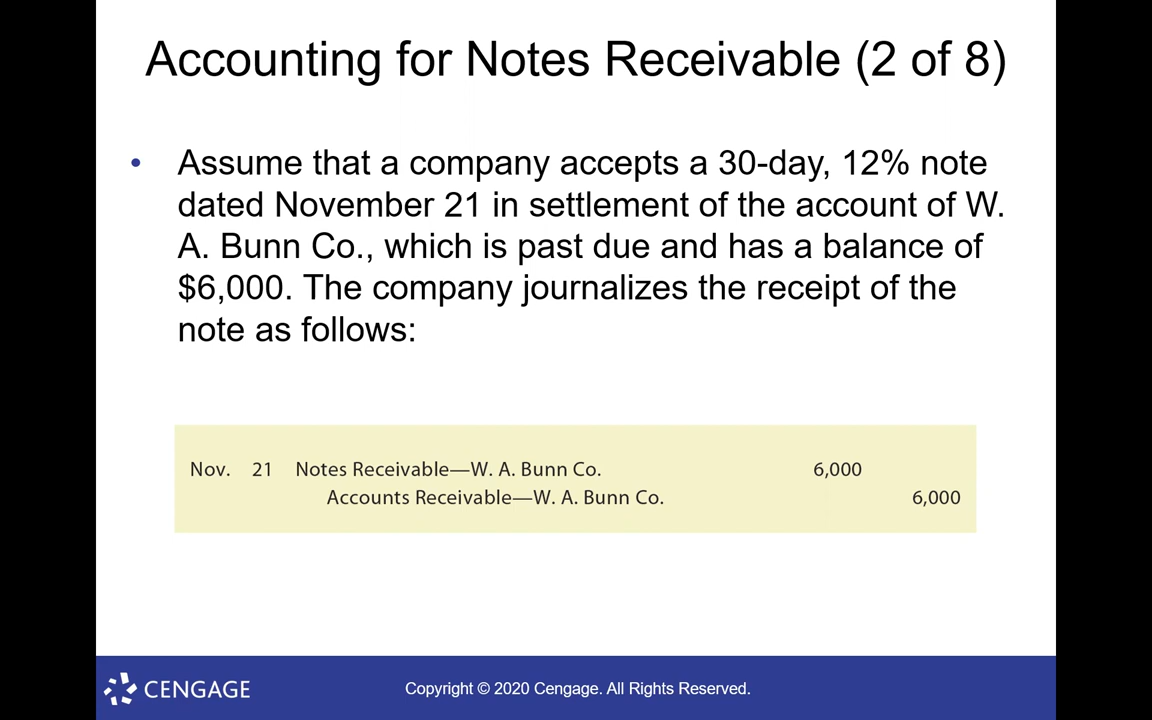 Accounting for Notes Receivable (2 of 8)
• Assume that a company accepts a 30-day, 12% note
dated November 21 in settlement of the account of W.
A. Bunn Co., which is past due and has a balance of
$6,000. The company journalizes the receipt of the
note as follows:
Nov. 21 Notes Receivable—W. A. Bunn Co. 6,000
Accounts Receivable—W. A. Bunn Co. 6,000
CENGAGE Copyright © 2020 Cengage. All Rights Reserved.